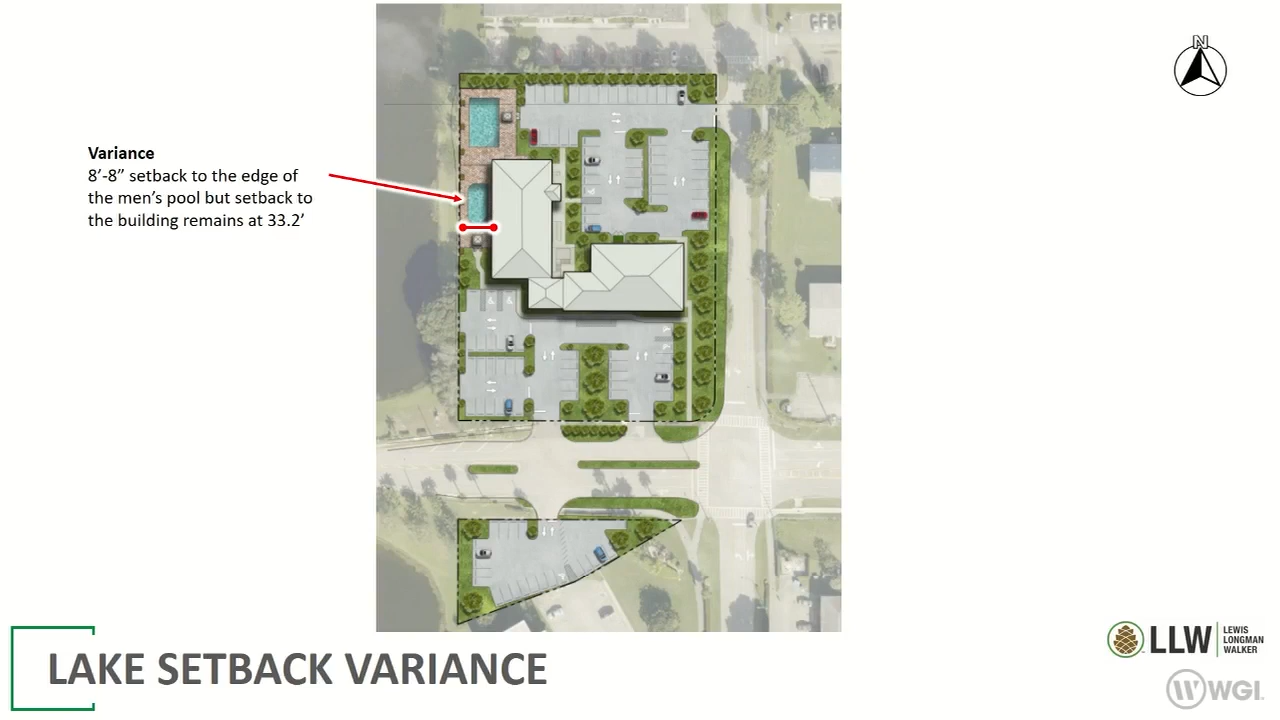 N
Variance
8’-8” setback to the edge of
the men’s pool but setback to
the building remains at 33.2’
LAKE SETBACK VARIANCE
LLW
LEWIS
LONGMAN
WALKER
WGI.